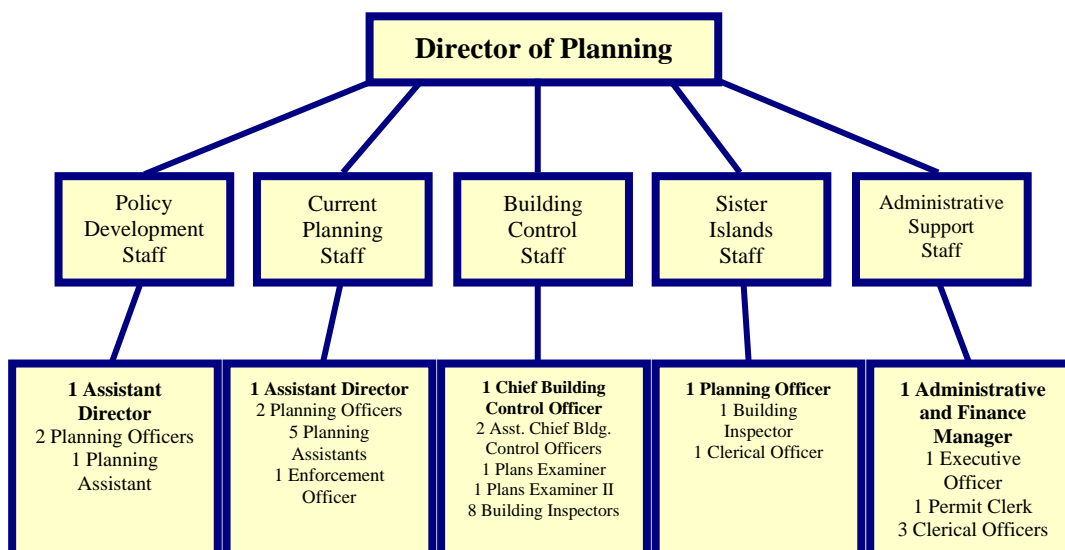 Director of Planning
Policy
Development
Staff
Current
Planning
Staff
Building
Control
Staff
Sister
Islands
Staff
Administrative
Support
Staff
1 Assistant
Director
2 Planning Officers
1 Planning
Assistant
1 Assistant Director
2 Planning Officers
5 Planning
Assistants
1 Enforcement
Officer
1 Chief Building
Control Officer
2 Asst. Chief Bldg.
Control Officers
1 Plans Examiner
1 Plans Examiner II
8 Building Inspectors
1 Planning Officer
1 Building
Inspector
1 Clerical Officer
1 Administrative
and Finance
Manager
1 Executive
Officer
1 Permit Clerk
3 Clerical Officers